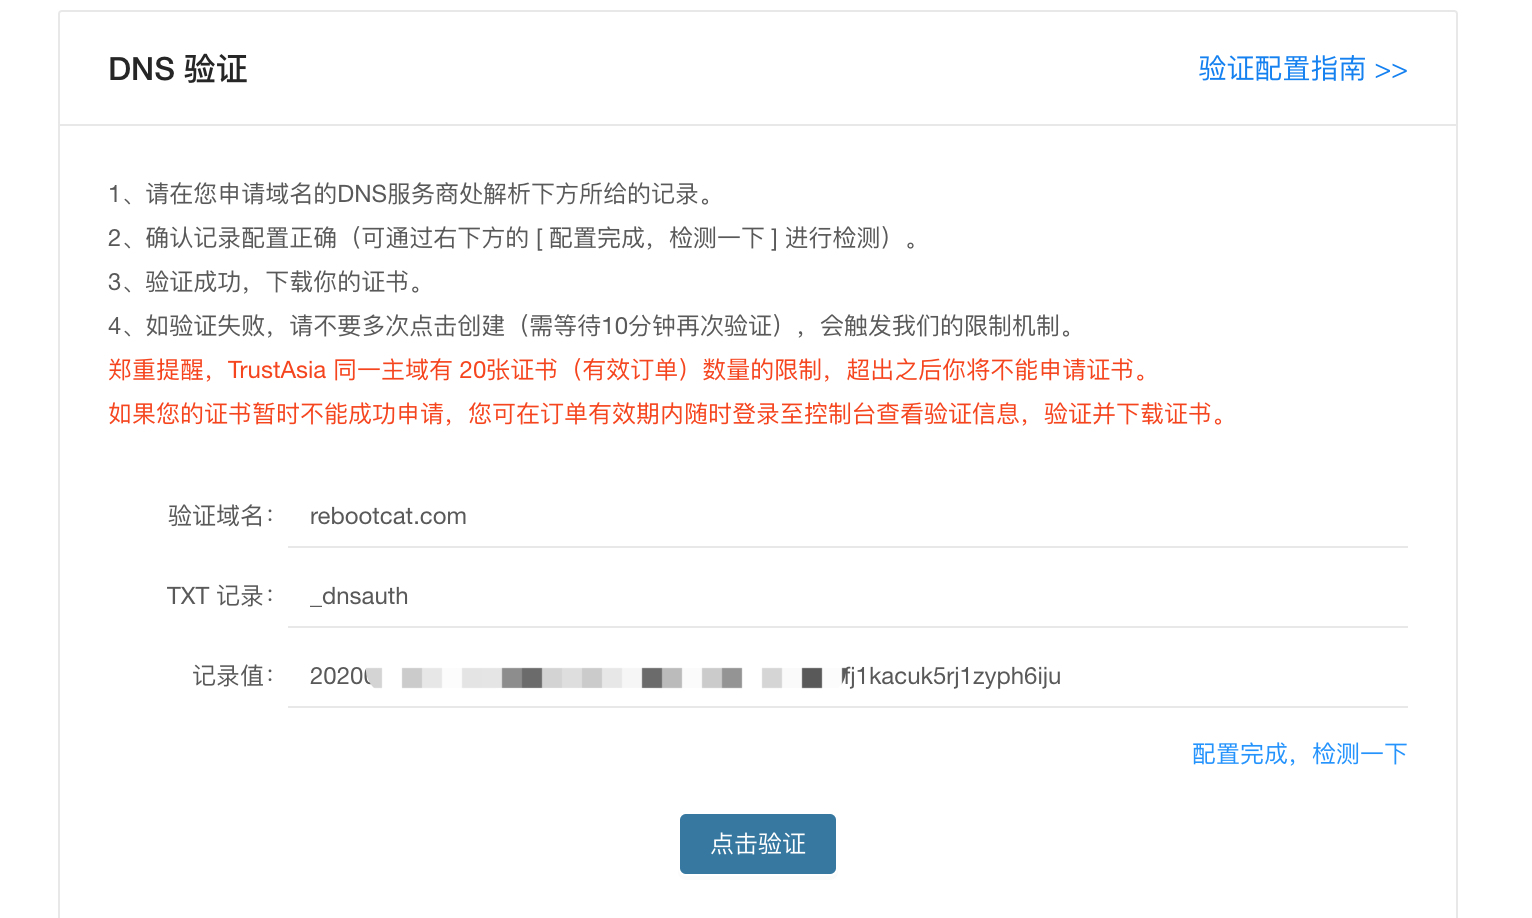 DNS 验证
验证配置指南 >>
1、请在您申请域名的DNS服务商处解析下方所给的记录。
2、确认记录配置正确（可通过右下方的 [ 配置完成，检测一下 ] 进行检测）。
3、验证成功，下载你的证书。
4、如验证失败，请不要多次点击创建（需等待10分钟再次验证），会触发我们的限制机制。
郑重提醒，TrustAsia 同一主域有 20张证书（有效订单）数量的限制，超出之后你将不能申请证书。
如果您的证书暂时不能成功申请，您可在订单有效期内随时登录至控制台查看验证信息，验证并下载证书。
验证域名： rebootcat.com
TXT 记录： _dnsauth
记录值： 2020 fj1kacuk5rj1zyph6iju
配置完成，检测一下
点击验证